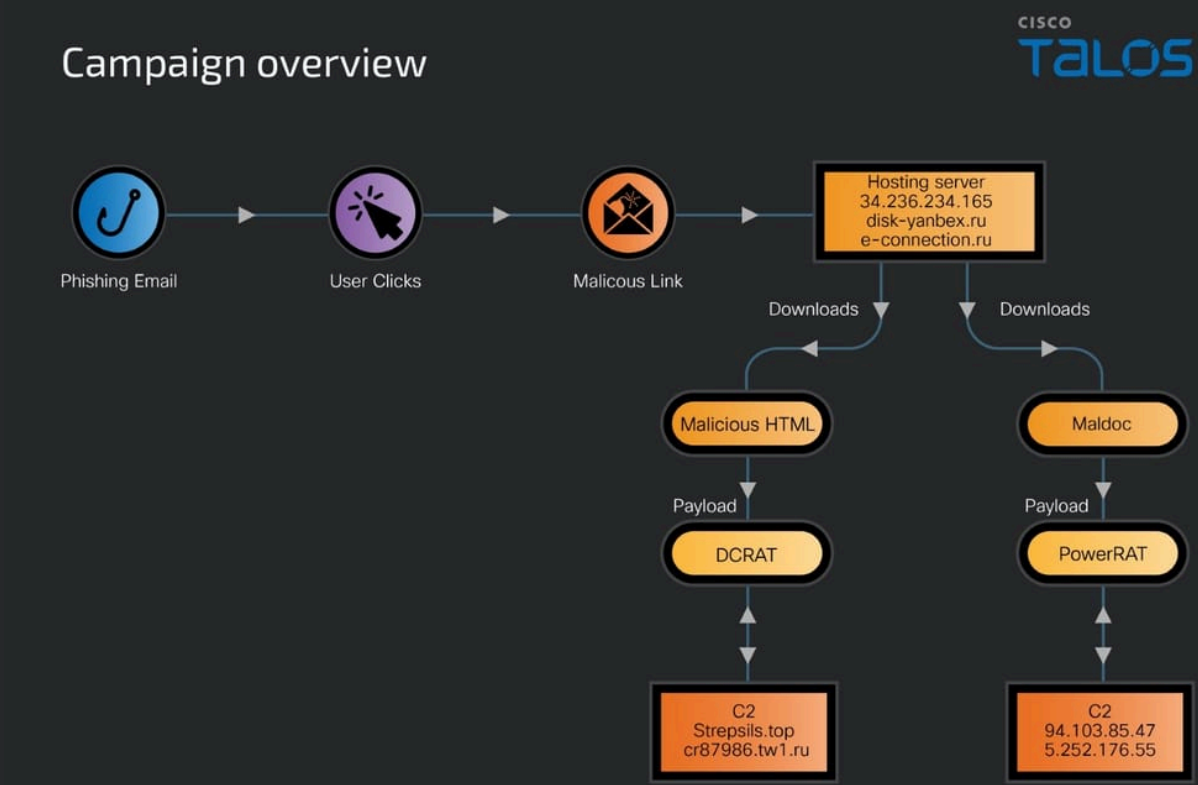 CISCO
TALOS
Campaign overview
Phishing Email
User Clicks
Malicous Link
Hosting server
34.236.234.165
disk-yanbex.ru
e-connection.ru
Downloads
Downloads
Malicious HTML
Maldoc
Payload
Payload
DCRAT
PowerRAT
C2
Strepsils.top
cr87986.tw1.ru
C2
94.103.85.47
5.252.176.55